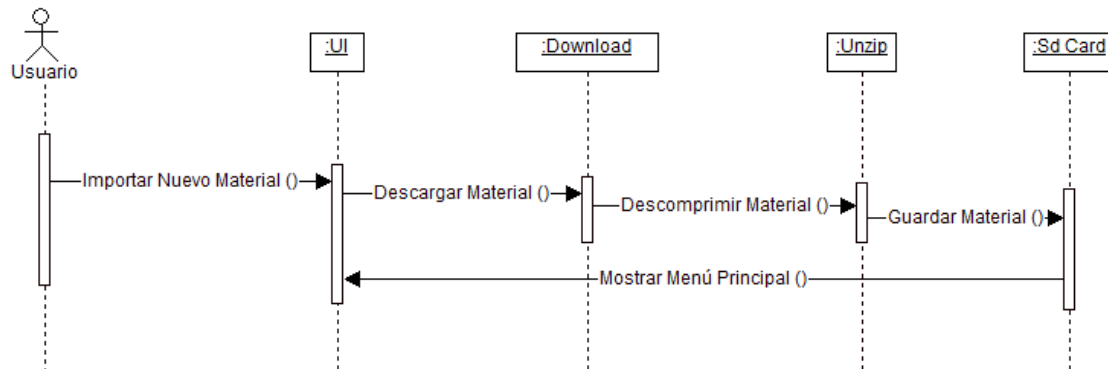 Usuario
:UI
:Download
:Unzip
:Sd Card
Importar Nuevo Material ()
Descargar Material ()
Descomprimir Material ()
Guardar Material ()
Mostrar Menú Principal ()